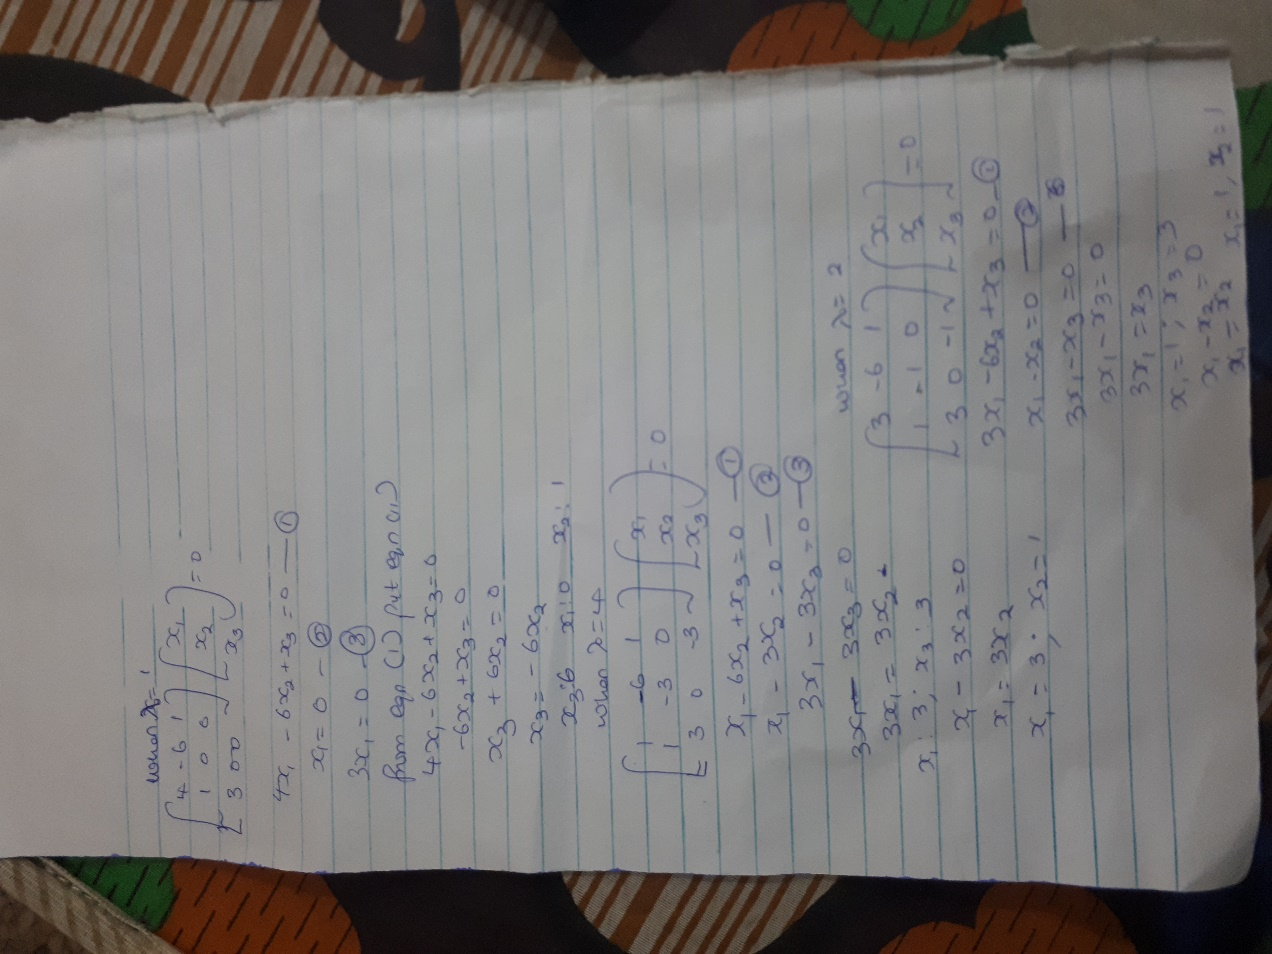 when λ=1
[4 -6 1] [x₁]
[1 0 0] [x₂] = 0
[3 0 0] [x₃]
4x₁ - 6x₂ + x₃ = 0 — ①
x₁ = 0 - ②
3x₁ = 0 - ③
from eqn (1) put eqn (11)
4x₁ - 6x₂ + x₃ = 0
-6x₂ + x₃ = 0
x₃ + 6x₂ = 0
x₃ = - 6x₂
x₃:6 x₁:0 x₂:1
when λ=4
[1 -6 1] [x₁]
[1 -3 0] [x₂] = 0
[3 0 -3] [x₃]
x₁ - 6x₂ + x₃ = 0 — ①
x₁ - 3x₂ = 0 — ②
3x₁ - 3x₃ = 0 — ③
3x₁ - 3x₃ = 0
3x₁ = 3x₂
x₁:3; x₃:3
x₁ - 3x₂ = 0
x₁ = 3x₂
x₁ = 3, x₂ = 1
when λ= 2
[3 -6 1] [x₁]
[1 -1 0] [x₂] = 0
[3 0 -1] [x₃]
3x₁ - 6x₂ + x₃ = 0 - ①
x₁ - x₂ = 0 — ②
3x₁ - x₃ = 0 — ③
3x₁ - x₃ = 0
3x₁ = x₃
x₁ = 1; x₃ = 3
x₁ - x₂ = 0
x₁ = x₂ x₁ = 1, x₂ = 1